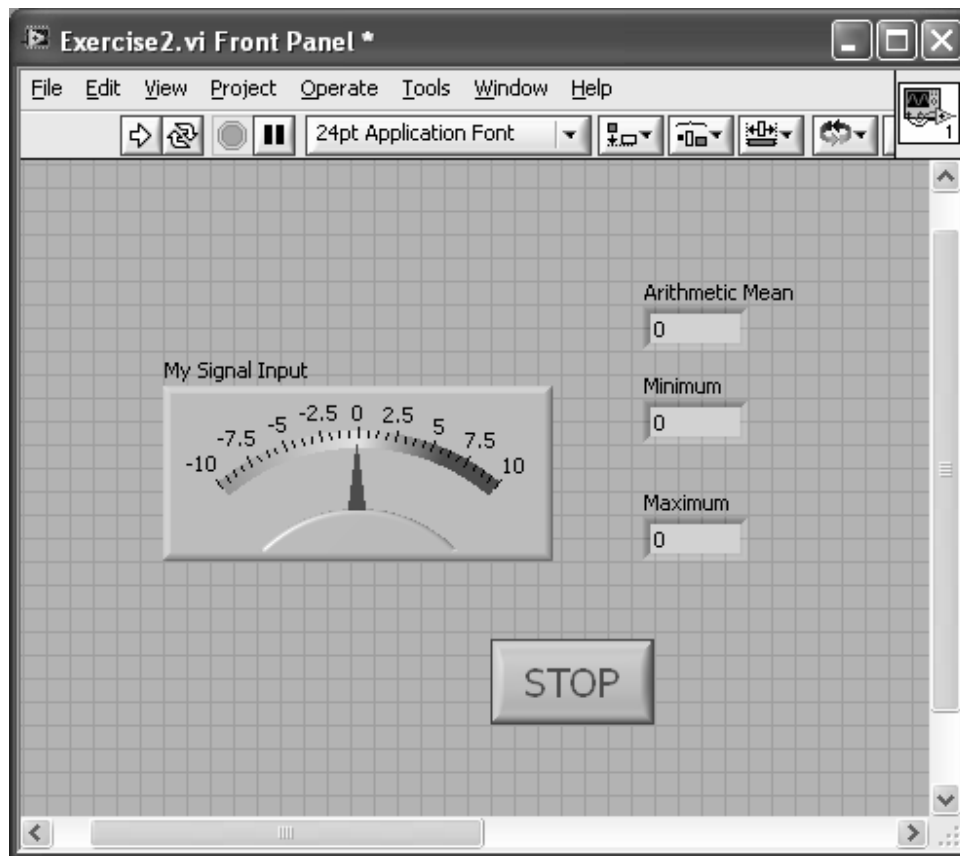 Exercise2.vi Front Panel *
File Edit View Project Operate Tools Window Help
24pt Application Font
1
Arithmetic Mean
0
My Signal Input
Minimum
0
-10 -7.5 -5 -2.5 0 2.5 5 7.5 10
Maximum
0
STOP